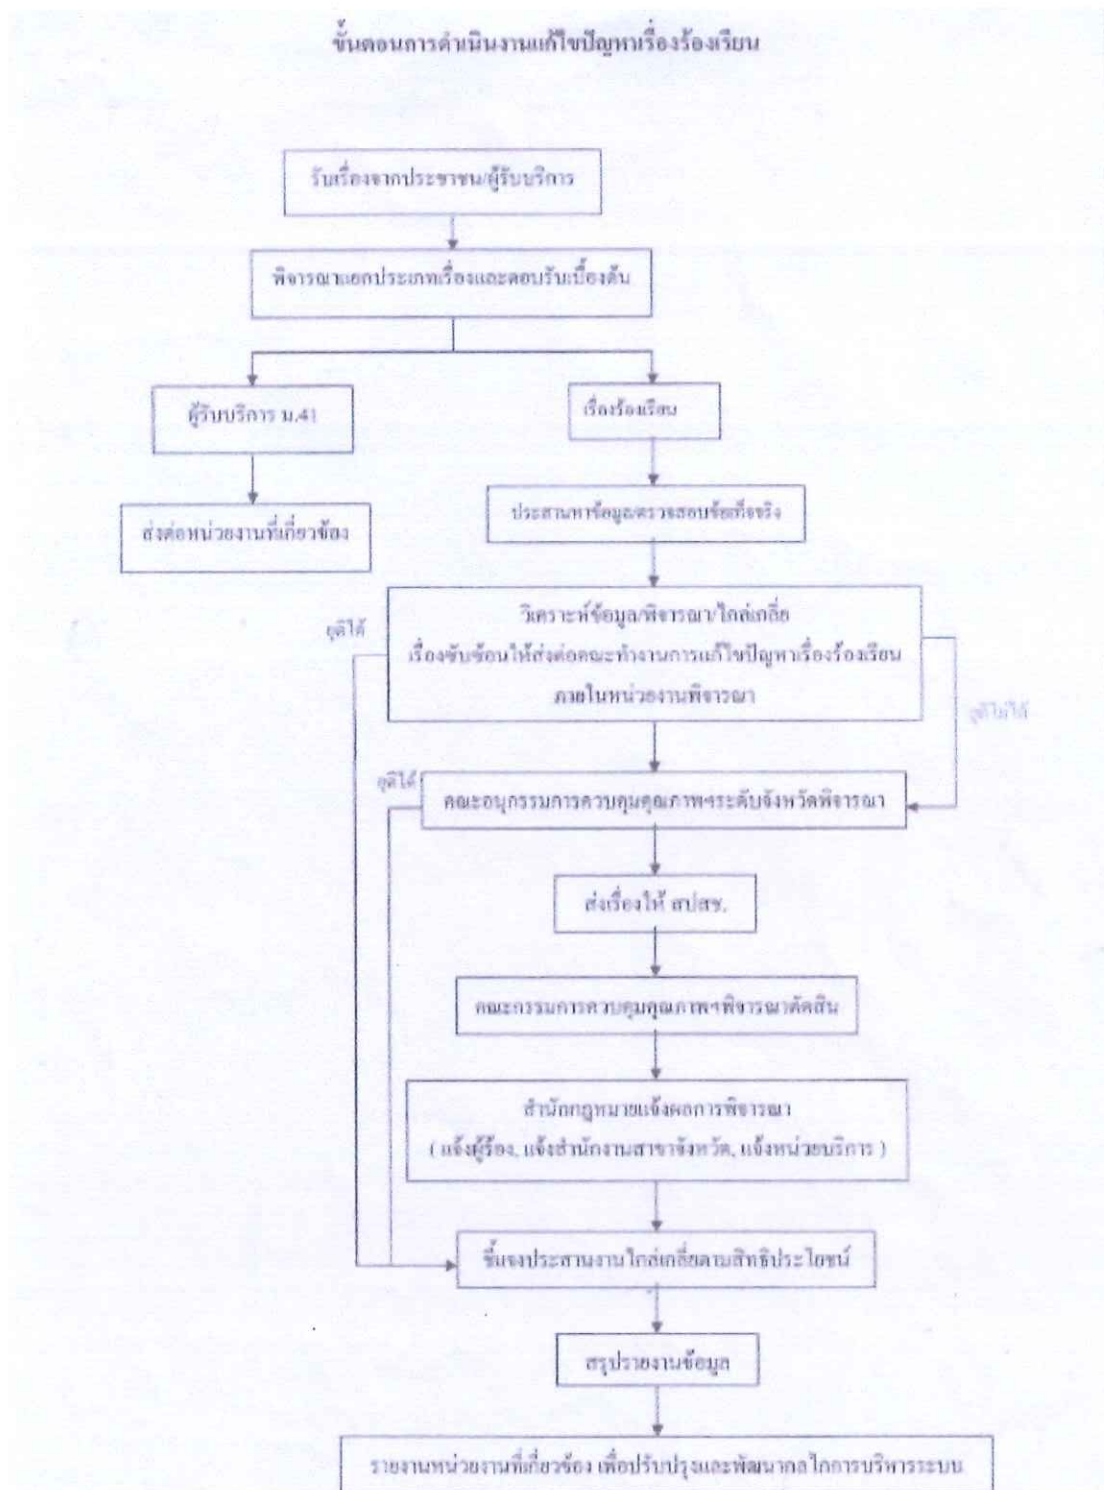 ขั้นตอนการดำเนินงานแก้ไขปัญหาเรื่องร้องเรียน
รับเรื่องจากประชาชน/ผู้รับบริการ
พิจารณาแยกประเภทเรื่องและตอบรับเบื้องต้น
ผู้รับบริการ ม.41
เรื่องร้องเรียน
ส่งต่อหน่วยงานที่เกี่ยวข้อง
ประสานหาข้อมูล/ตรวจสอบข้อเท็จจริง
วิเคราะห์ข้อมูล/พิจารณา/ไกล่เกลี่ย
เรื่องซับซ้อนให้ส่งต่อคณะทำงานการแก้ไขปัญหาเรื่องร้องเรียน
ภายในหน่วยงานพิจารณา
ยุติได้
ยุติไม่ได้
ยุติได้
คณะอนุกรรมการควบคุมคุณภาพฯระดับจังหวัดพิจารณา
ส่งเรื่องให้ สปสช.
คณะกรรมการควบคุมคุณภาพฯพิจารณาตัดสิน
สำนักกฎหมายแจ้งผลการพิจารณา
( แจ้งผู้ร้อง, แจ้งสำนักงานสาขาจังหวัด, แจ้งหน่วยบริการ )
ชี้แจงประสานงานไกล่เกลี่ยตามสิทธิประโยชน์
สรุปรายงานข้อมูล
รายงานหน่วยงานที่เกี่ยวข้อง เพื่อปรับปรุงและพัฒนากลไกการบริหารระบบ